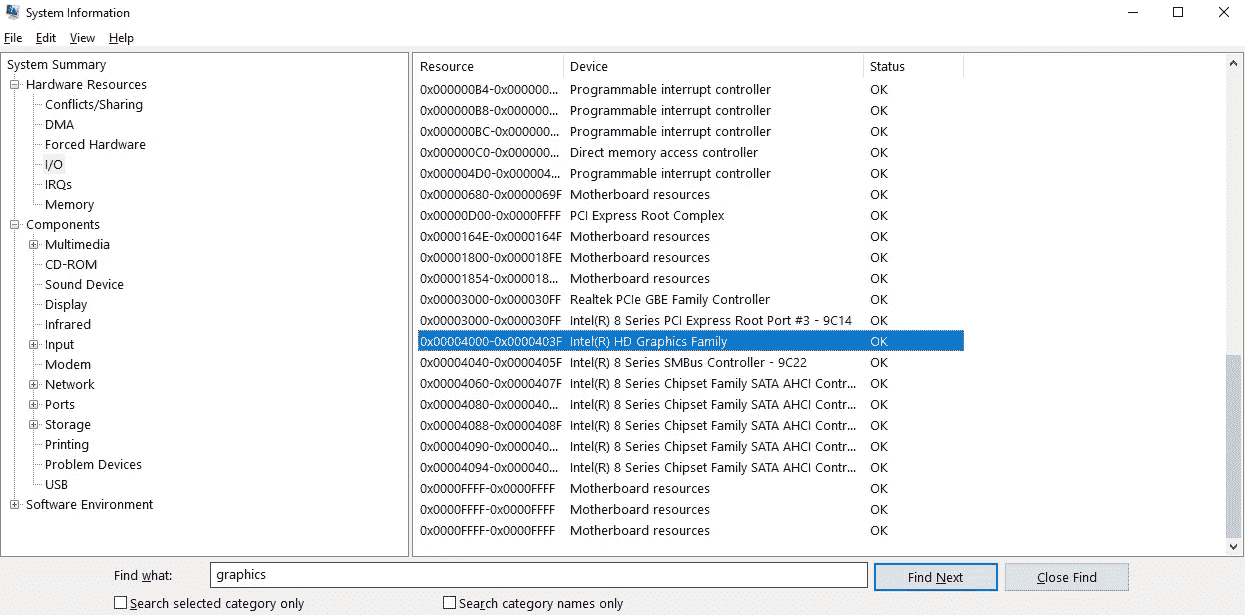 System Information
File Edit View Help
System Summary
Hardware Resources
Conflicts/Sharing
DMA
Forced Hardware
I/O
IRQs
Memory
Components
Multimedia
CD-ROM
Sound Device
Display
Infrared
Input
Modem
Network
Ports
Storage
Printing
Problem Devices
USB
Software Environment
Resource Device Status
0x000000B4-0x000000... Programmable interrupt controller OK
0x000000B8-0x000000... Programmable interrupt controller OK
0x000000BC-0x000000... Programmable interrupt controller OK
0x000000C0-0x000000... Direct memory access controller OK
0x000004D0-0x000004... Programmable interrupt controller OK
0x00000680-0x0000069F Motherboard resources OK
0x00000D00-0x0000FFFF PCI Express Root Complex OK
0x0000164E-0x0000164F Motherboard resources OK
0x00001800-0x000018FE Motherboard resources OK
0x00001854-0x000018... Motherboard resources OK
0x00003000-0x000030FF Realtek PCIe GBE Family Controller OK
0x00003000-0x000030FF Intel(R) 8 Series PCI Express Root Port #3 - 9C14 OK
0x00004000-0x0000403F Intel(R) HD Graphics Family OK
0x00004040-0x0000405F Intel(R) 8 Series SMBus Controller - 9C22 OK
0x00004060-0x0000407F Intel(R) 8 Series Chipset Family SATA AHCI Contr... OK
0x00004080-0x000040... Intel(R) 8 Series Chipset Family SATA AHCI Contr... OK
0x00004088-0x0000408F Intel(R) 8 Series Chipset Family SATA AHCI Contr... OK
0x00004090-0x000040... Intel(R) 8 Series Chipset Family SATA AHCI Contr... OK
0x00004094-0x000040... Intel(R) 8 Series Chipset Family SATA AHCI Contr... OK
0x0000FFFF-0x0000FFFF Motherboard resources OK
0x0000FFFF-0x0000FFFF Motherboard resources OK
0x0000FFFF-0x0000FFFF Motherboard resources OK
Find what: graphics Find Next Close Find
Search selected category only Search category names only